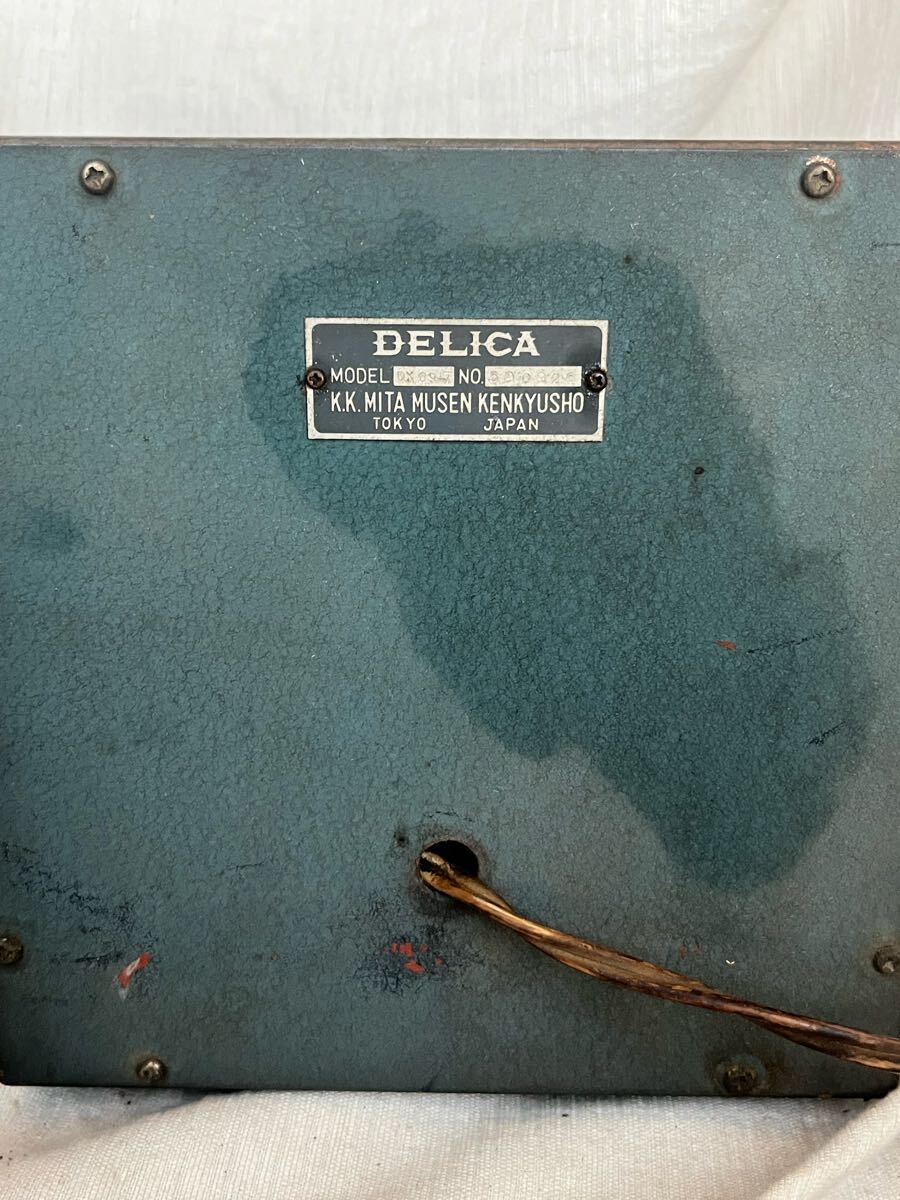 DELICA
MODEL NO.
K.K. MITA MUSEN KENKYUSHO
TOKYO JAPAN